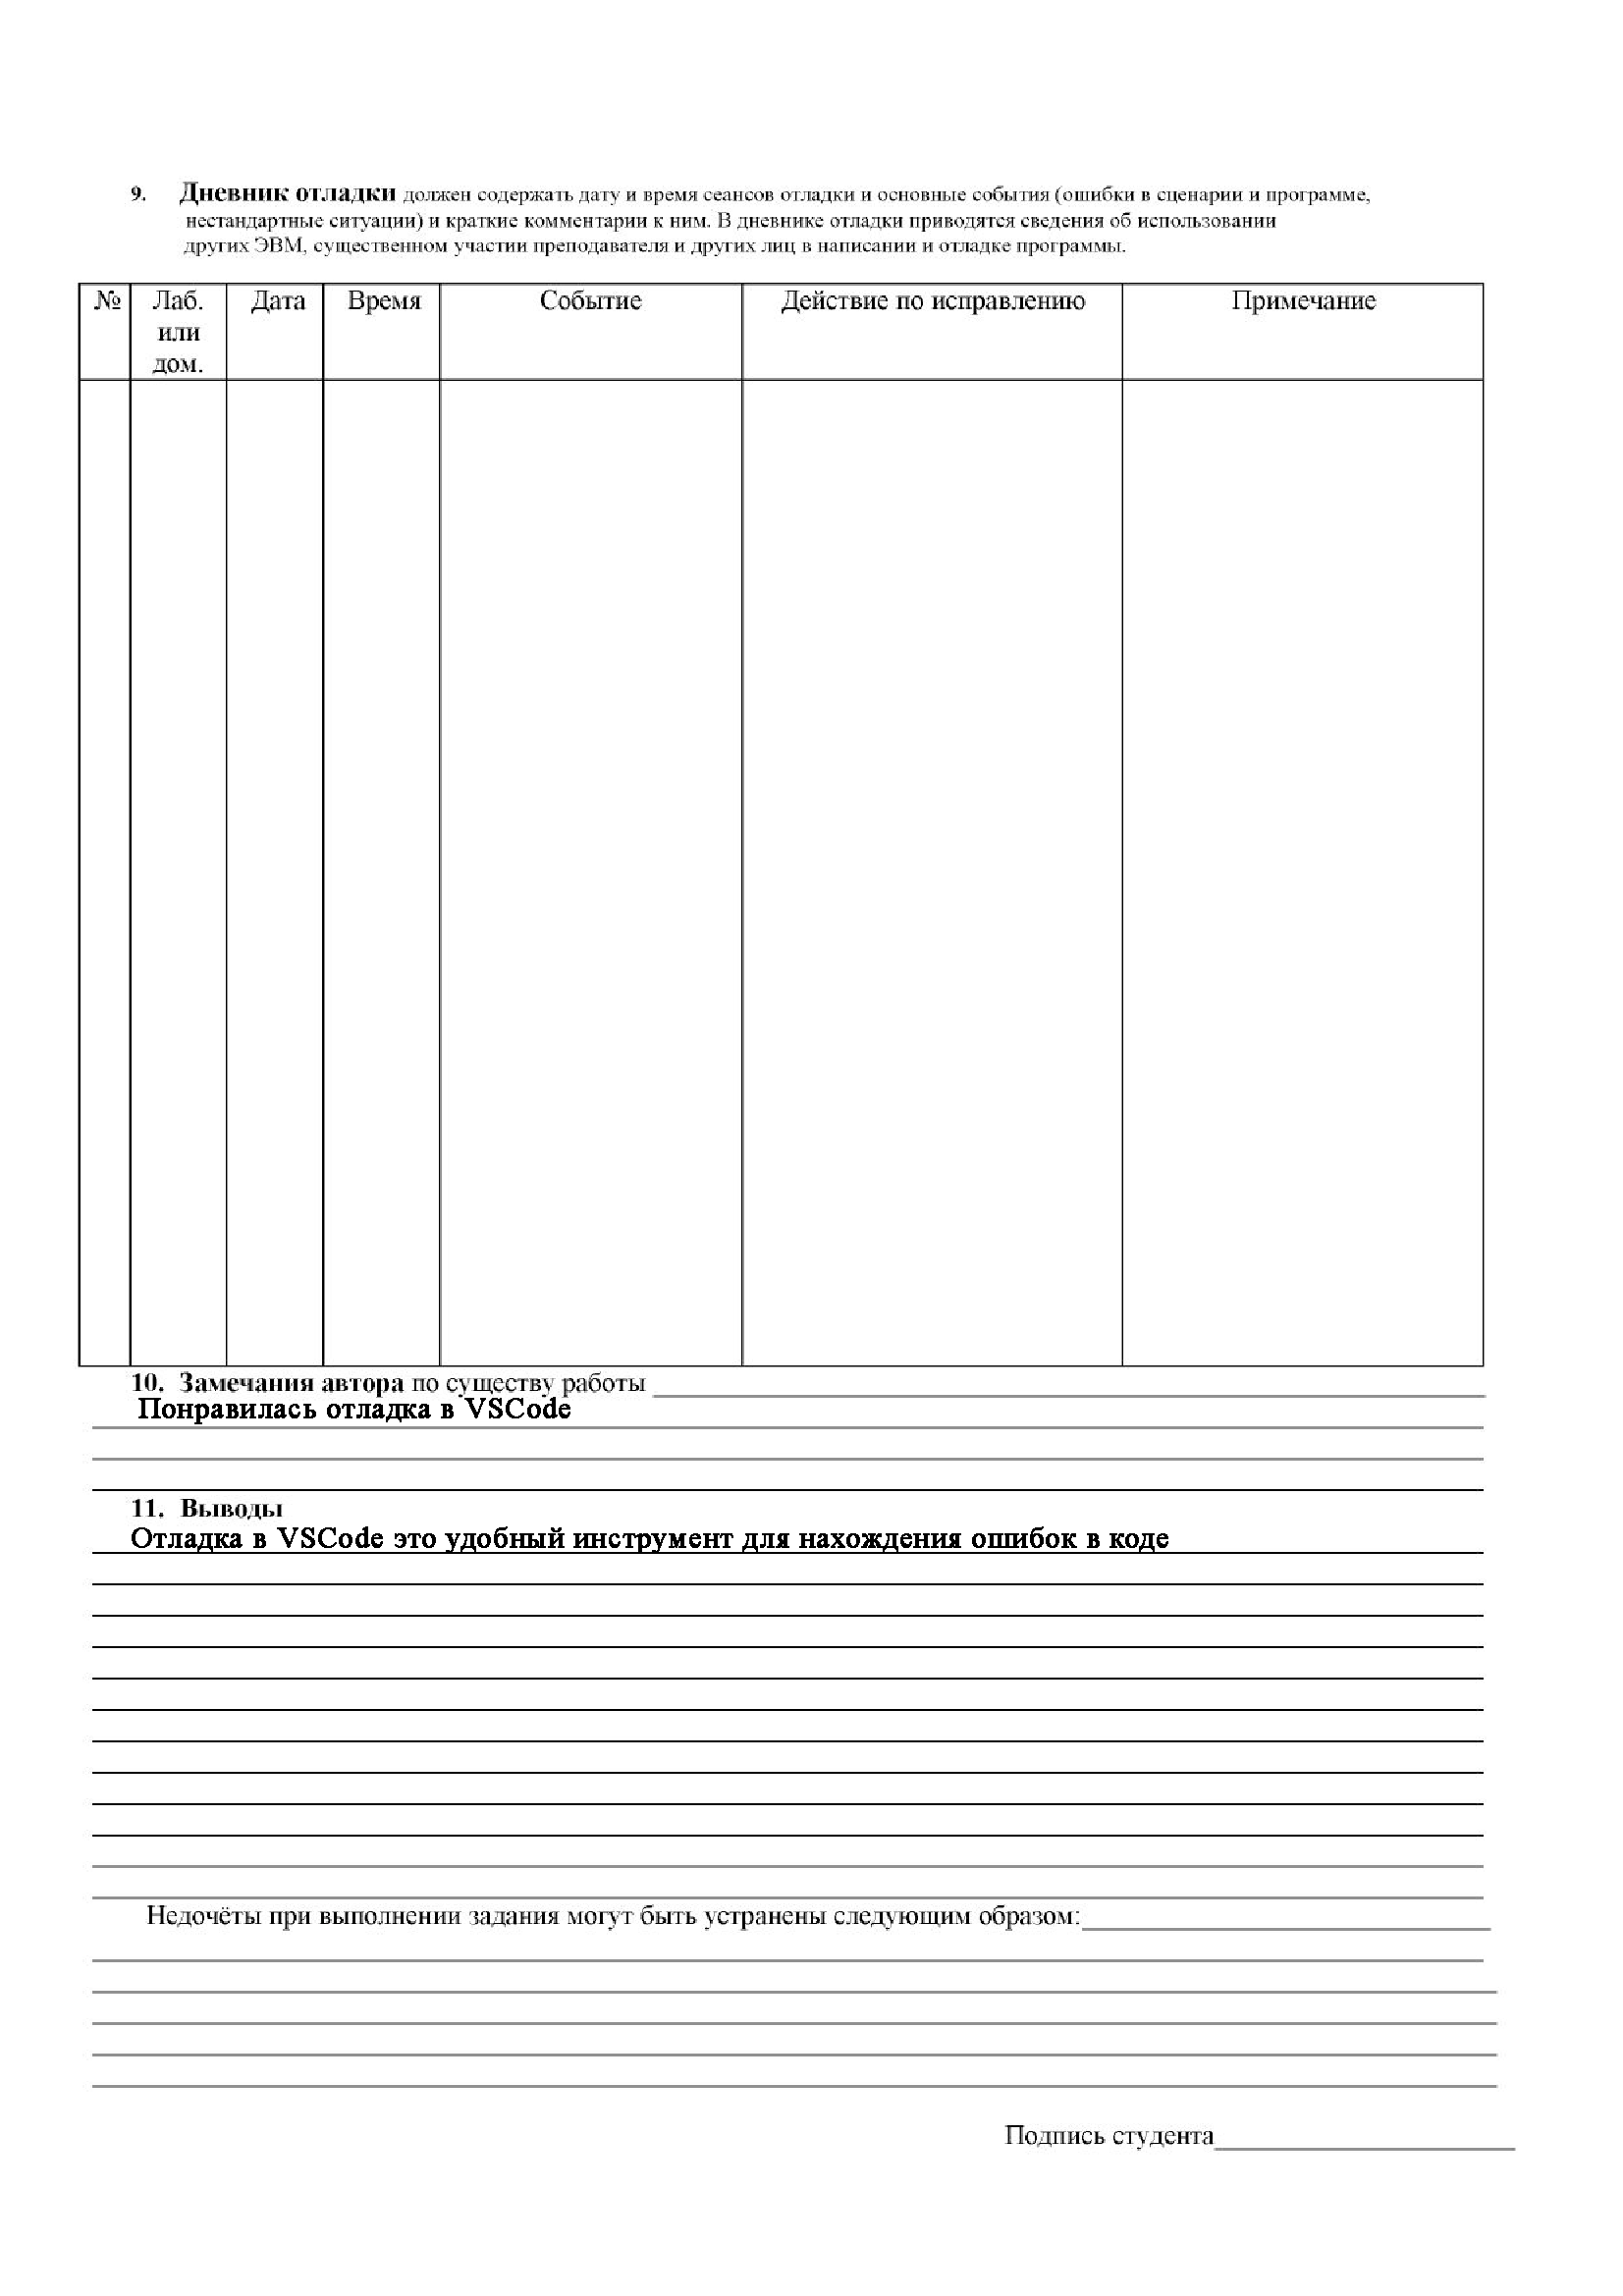 9. Дневник отладки должен содержать дату и время сеансов отладки и основные события (ошибки в сценарии и программе,
нестандартные ситуации) и краткие комментарии к ним. В дневнике отладки приводятся сведения об использовании
других ЭВМ, существенном участии преподавателя и других лиц в написании и отладке программы.
№ Лаб. Дата Время Событие Действие по исправлению Примечание
или
дом.
10. Замечания автора по существу работы
Понравилась отладка в VSCode
11. Выводы
Отладка в VSCode это удобный инструмент для нахождения ошибок в коде
Недочёты при выполнении задания могут быть устранены следующим образом:
Подпись студента